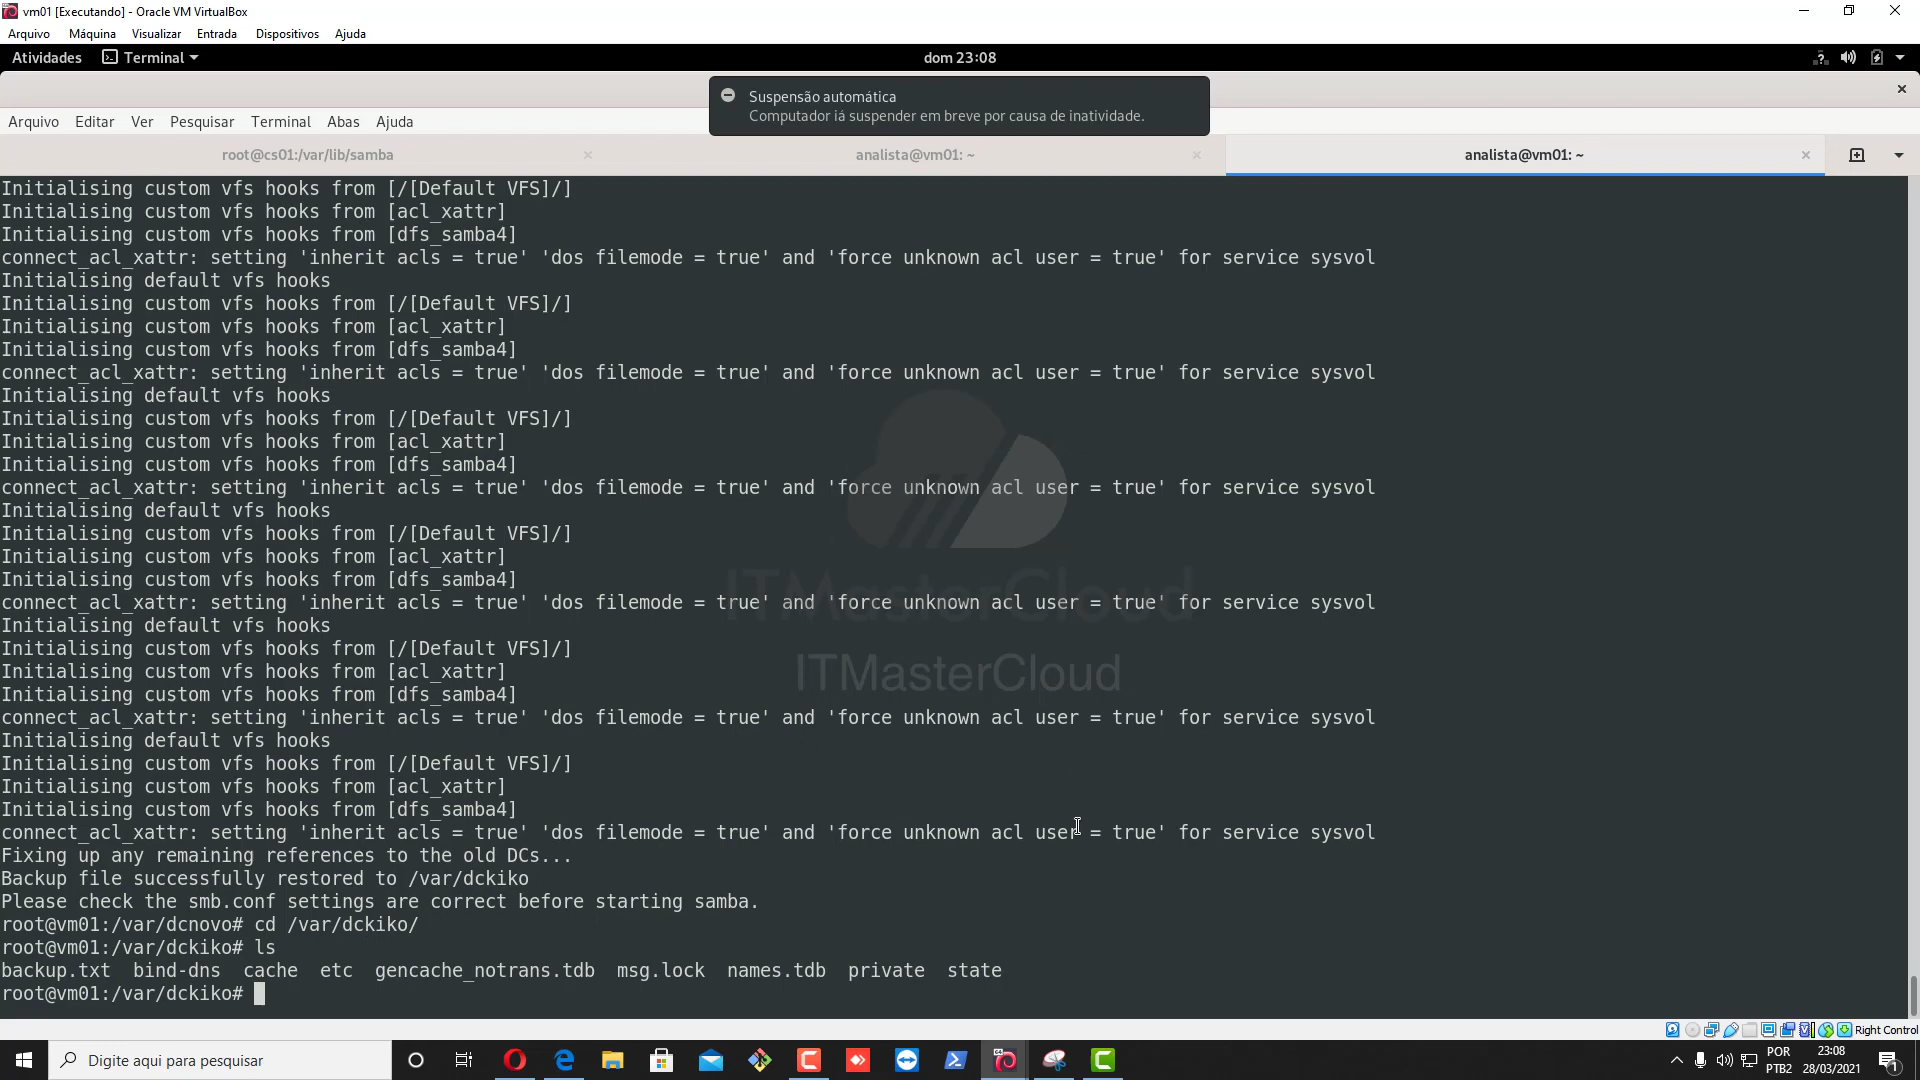 vm01 [Executando] - Oracle VM VirtualBox
Arquivo Máquina Visualizar Entrada Dispositivos Ajuda
Atividades Terminal dom 23:08
Suspensão automática
Computador iá suspender em breve por causa de inatividade.
Arquivo Editar Ver Pesquisar Terminal Abas Ajuda
root@cs01:/var/lib/samba analista@vm01: ~ analista@vm01: ~
Initialising custom vfs hooks from [/[Default VFS]/]
Initialising custom vfs hooks from [acl_xattr]
Initialising custom vfs hooks from [dfs_samba4]
connect_acl_xattr: setting 'inherit acls = true' 'dos filemode = true' and 'force unknown acl user = true' for service sysvol
Initialising default vfs hooks
Initialising custom vfs hooks from [/[Default VFS]/]
Initialising custom vfs hooks from [acl_xattr]
Initialising custom vfs hooks from [dfs_samba4]
connect_acl_xattr: setting 'inherit acls = true' 'dos filemode = true' and 'force unknown acl user = true' for service sysvol
Initialising default vfs hooks
Initialising custom vfs hooks from [/[Default VFS]/]
Initialising custom vfs hooks from [acl_xattr]
Initialising custom vfs hooks from [dfs_samba4]
connect_acl_xattr: setting 'inherit acls = true' 'dos filemode = true' and 'force unknown acl user = true' for service sysvol
Initialising default vfs hooks
Initialising custom vfs hooks from [/[Default VFS]/]
Initialising custom vfs hooks from [acl_xattr]
Initialising custom vfs hooks from [dfs_samba4]
ITMasterCloud
connect_acl_xattr: setting 'inherit acls = true' 'dos filemode = true' and 'force unknown acl user = true' for service sysvol
Initialising default vfs hooks
Initialising custom vfs hooks from [/[Default VFS]/]
Initialising custom vfs hooks from [acl_xattr]
ITMasterCloud
Initialising custom vfs hooks from [dfs_samba4]
connect_acl_xattr: setting 'inherit acls = true' 'dos filemode = true' and 'force unknown acl user = true' for service sysvol
Initialising default vfs hooks
Initialising custom vfs hooks from [/[Default VFS]/]
Initialising custom vfs hooks from [acl_xattr]
Initialising custom vfs hooks from [dfs_samba4]
connect_acl_xattr: setting 'inherit acls = true' 'dos filemode = true' and 'force unknown acl user = true' for service sysvol
Fixing up any remaining references to the old DCs...
Backup file successfully restored to /var/dckiko
Please check the smb.conf settings are correct before starting samba.
root@vm01:/var/dcnovo# cd /var/dckiko/
root@vm01:/var/dckiko# ls
backup.txt bind-dns cache etc gencache_notrans.tdb msg.lock names.tdb private state
root@vm01:/var/dckiko#
Right Control
Digite aqui para pesquisar
POR 23:08
PTB2 28/03/2021
1